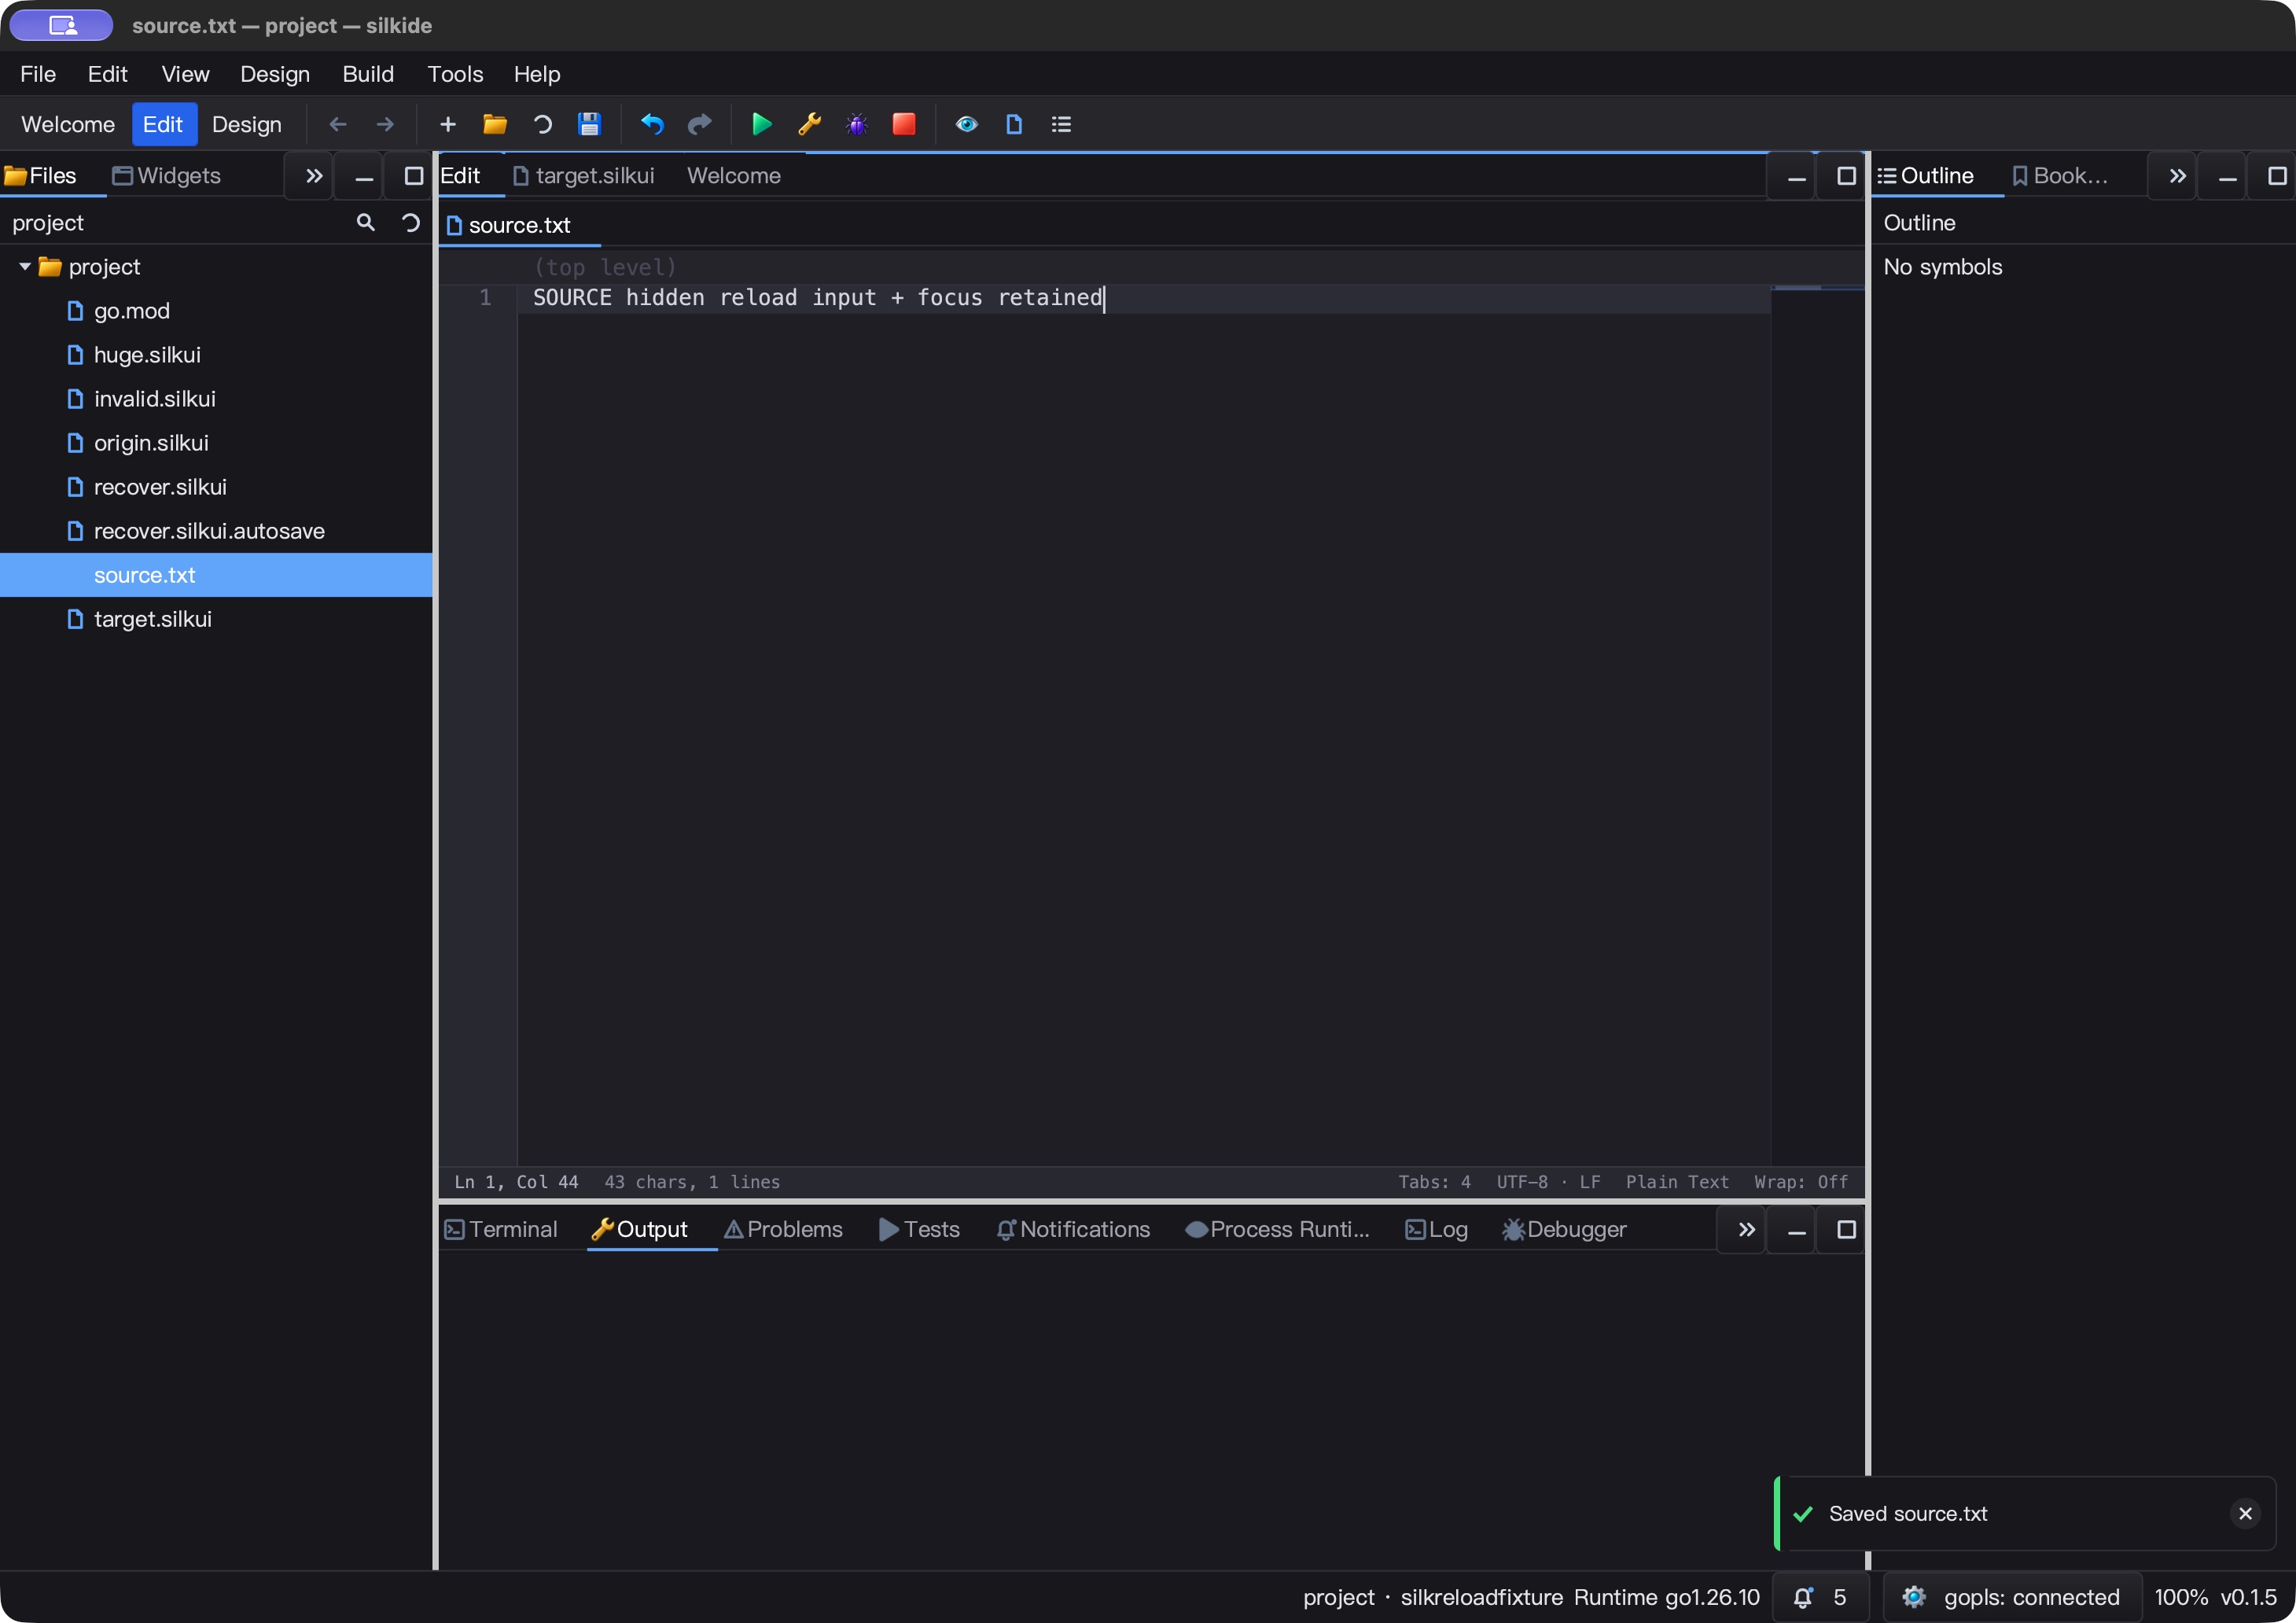 source.txt — project — silkide
File Edit View Design Build Tools Help
Welcome Edit Design
Files Widgets
Edit target.silkui Welcome
Outline Book...
project
source.txt
Outline
(top level)
No symbols
1 SOURCE hidden reload input + focus retained
project
go.mod
huge.silkui
invalid.silkui
origin.silkui
recover.silkui
recover.silkui.autosave
source.txt
target.silkui
Ln 1, Col 44 43 chars, 1 lines Tabs: 4 UTF-8 · LF Plain Text Wrap: Off
Terminal Output Problems Tests Notifications Process Runti... Log Debugger
Saved source.txt
project · silkreloadfixture Runtime go1.26.10 5 gopls: connected 100% v0.1.5